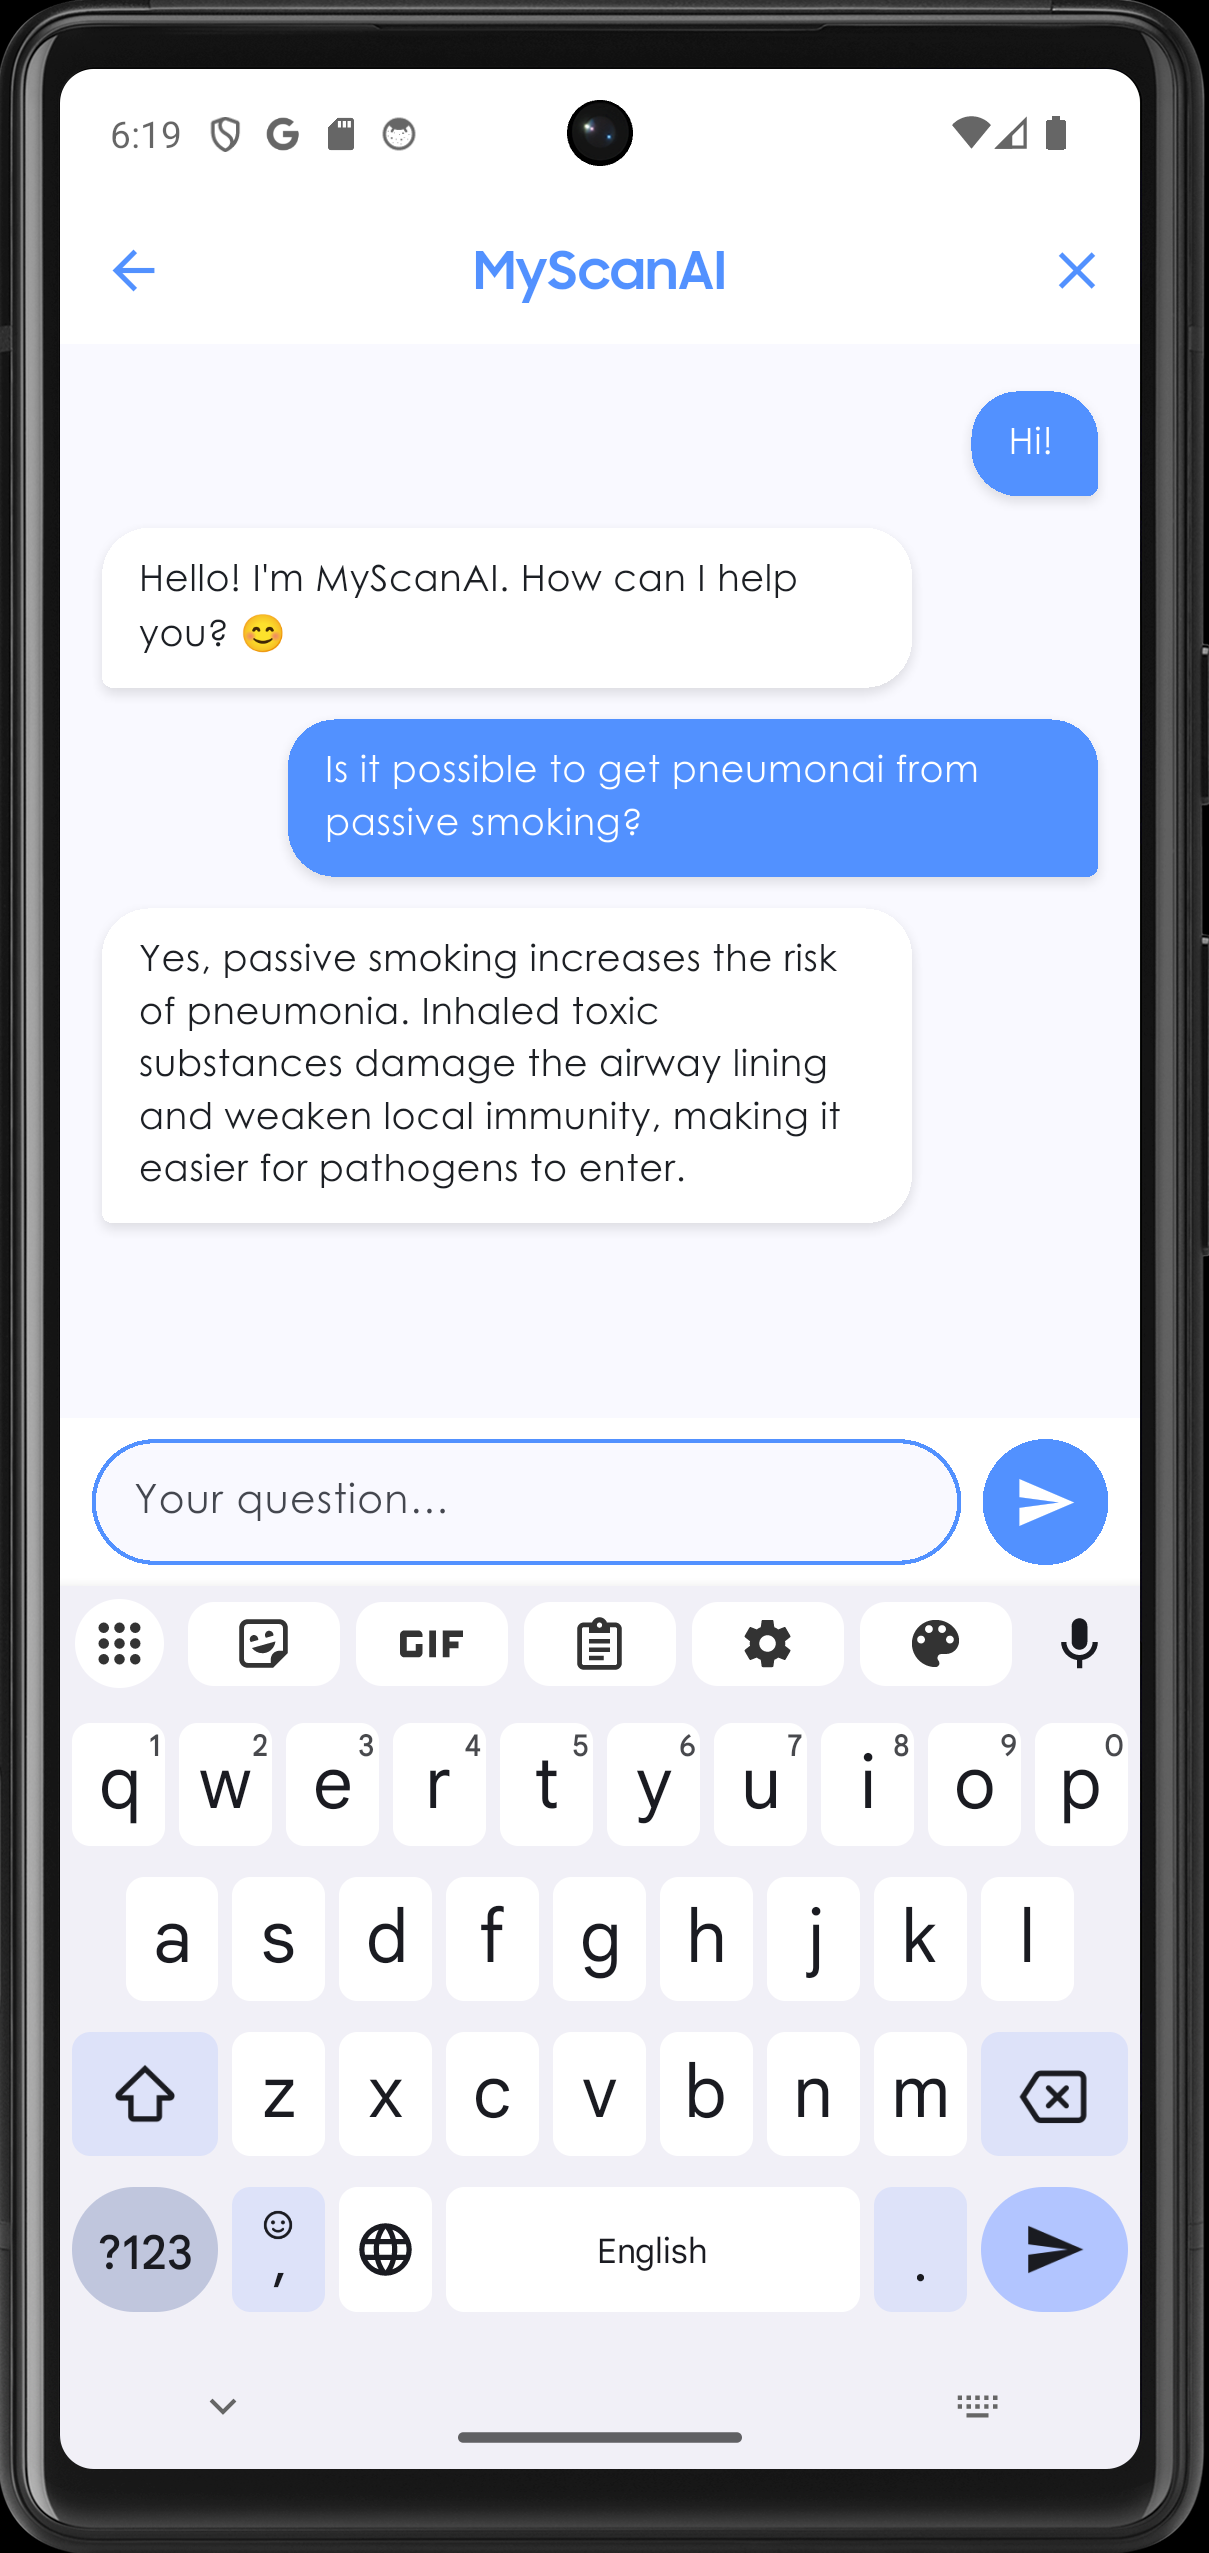 6:19
MyScanAI
Hi!
Hello! I'm MyScanAI. How can I help
you? 😊
Is it possible to get pneumonai from
passive smoking?
Yes, passive smoking increases the risk
of pneumonia. Inhaled toxic
substances damage the airway lining
and weaken local immunity, making it
easier for pathogens to enter.
Your question...
GIF
q 1 w 2 e 3 r 4 t 5 y 6 u 7 i 8 o 9 p 0
a s d f g h j k l
z x c v b n m
?123 , English .